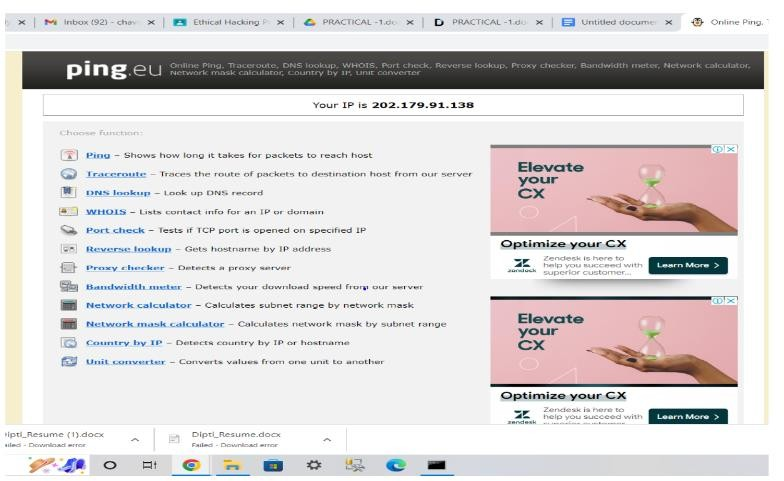 Inbox (92) - chav
Ethical Hacking P
PRACTICAL -1.do
PRACTICAL -1.do
Untitled documen
Online Ping, T
ping.eu
Online Ping, Traceroute, DNS lookup, WHOIS, Port check, Reverse lookup, Proxy checker, Bandwidth meter, Network calculator,
Network mask calculator, Country by IP, Unit converter
Your IP is 202.179.91.138
Choose function:
Ping – Shows how long it takes for packets to reach host
Traceroute – Traces the route of packets to destination host from our server
DNS lookup – Look up DNS record
WHOIS – Lists contact info for an IP or domain
Port check – Tests if TCP port is opened on specified IP
Reverse lookup – Gets hostname by IP address
Proxy checker – Detects a proxy server
Bandwidth meter – Detects your download speed from our server
Network calculator – Calculates subnet range by network mask
Network mask calculator – Calculates network mask by subnet range
Country by IP – Detects country by IP or hostname
Unit converter – Converts values from one unit to another
Elevate
your
CX
Optimize your CX
zendesk
Zendesk is here to
help you succeed with
superior customer...
Learn More >
Elevate
your
CX
Optimize your CX
zendesk
Zendesk is here to
help you succeed with
superior customer...
Learn More >
Dipti_Resume (1).docx
Failed - Download error
Dipti_Resume.docx
Failed - Download error